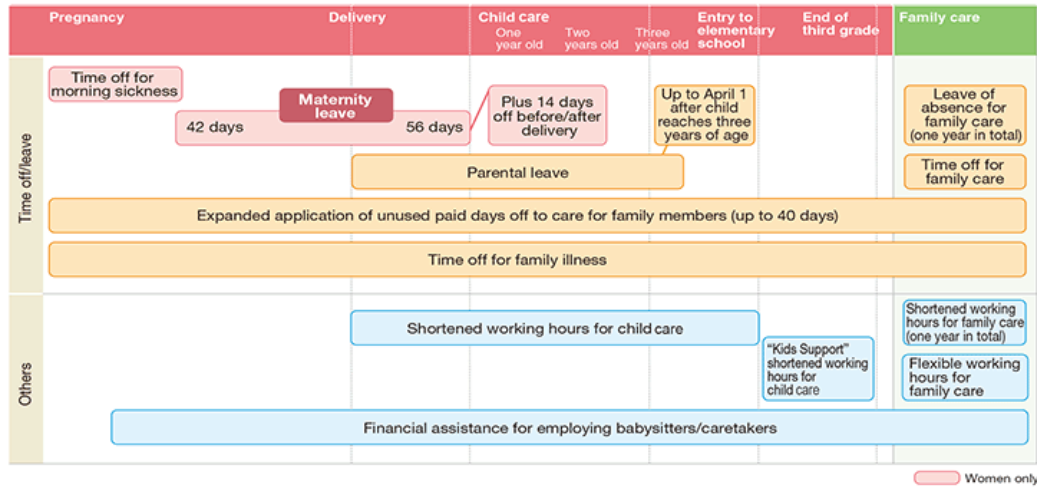 Pregnancy
Delivery
Child care
One
year old
Two
years old
Three
years old
Entry to
elementary
school
End of
third grade
Family care
Time off/leave
Time off for
morning sickness
Maternity
leave
42 days
56 days
Plus 14 days
off before/after
delivery
Up to April 1
after child
reaches three
years of age
Leave of
absence for
family care
(one year in total)
Parental leave
Time off for
family care
Expanded application of unused paid days off to care for family members (up to 40 days)
Time off for family illness
Others
Shortened working hours for child care
Shortened working
hours for family care
(one year in total)
"Kids Support"
shortened working
hours for
child care
Flexible working
hours for
family care
Financial assistance for employing babysitters/caretakers
Women only